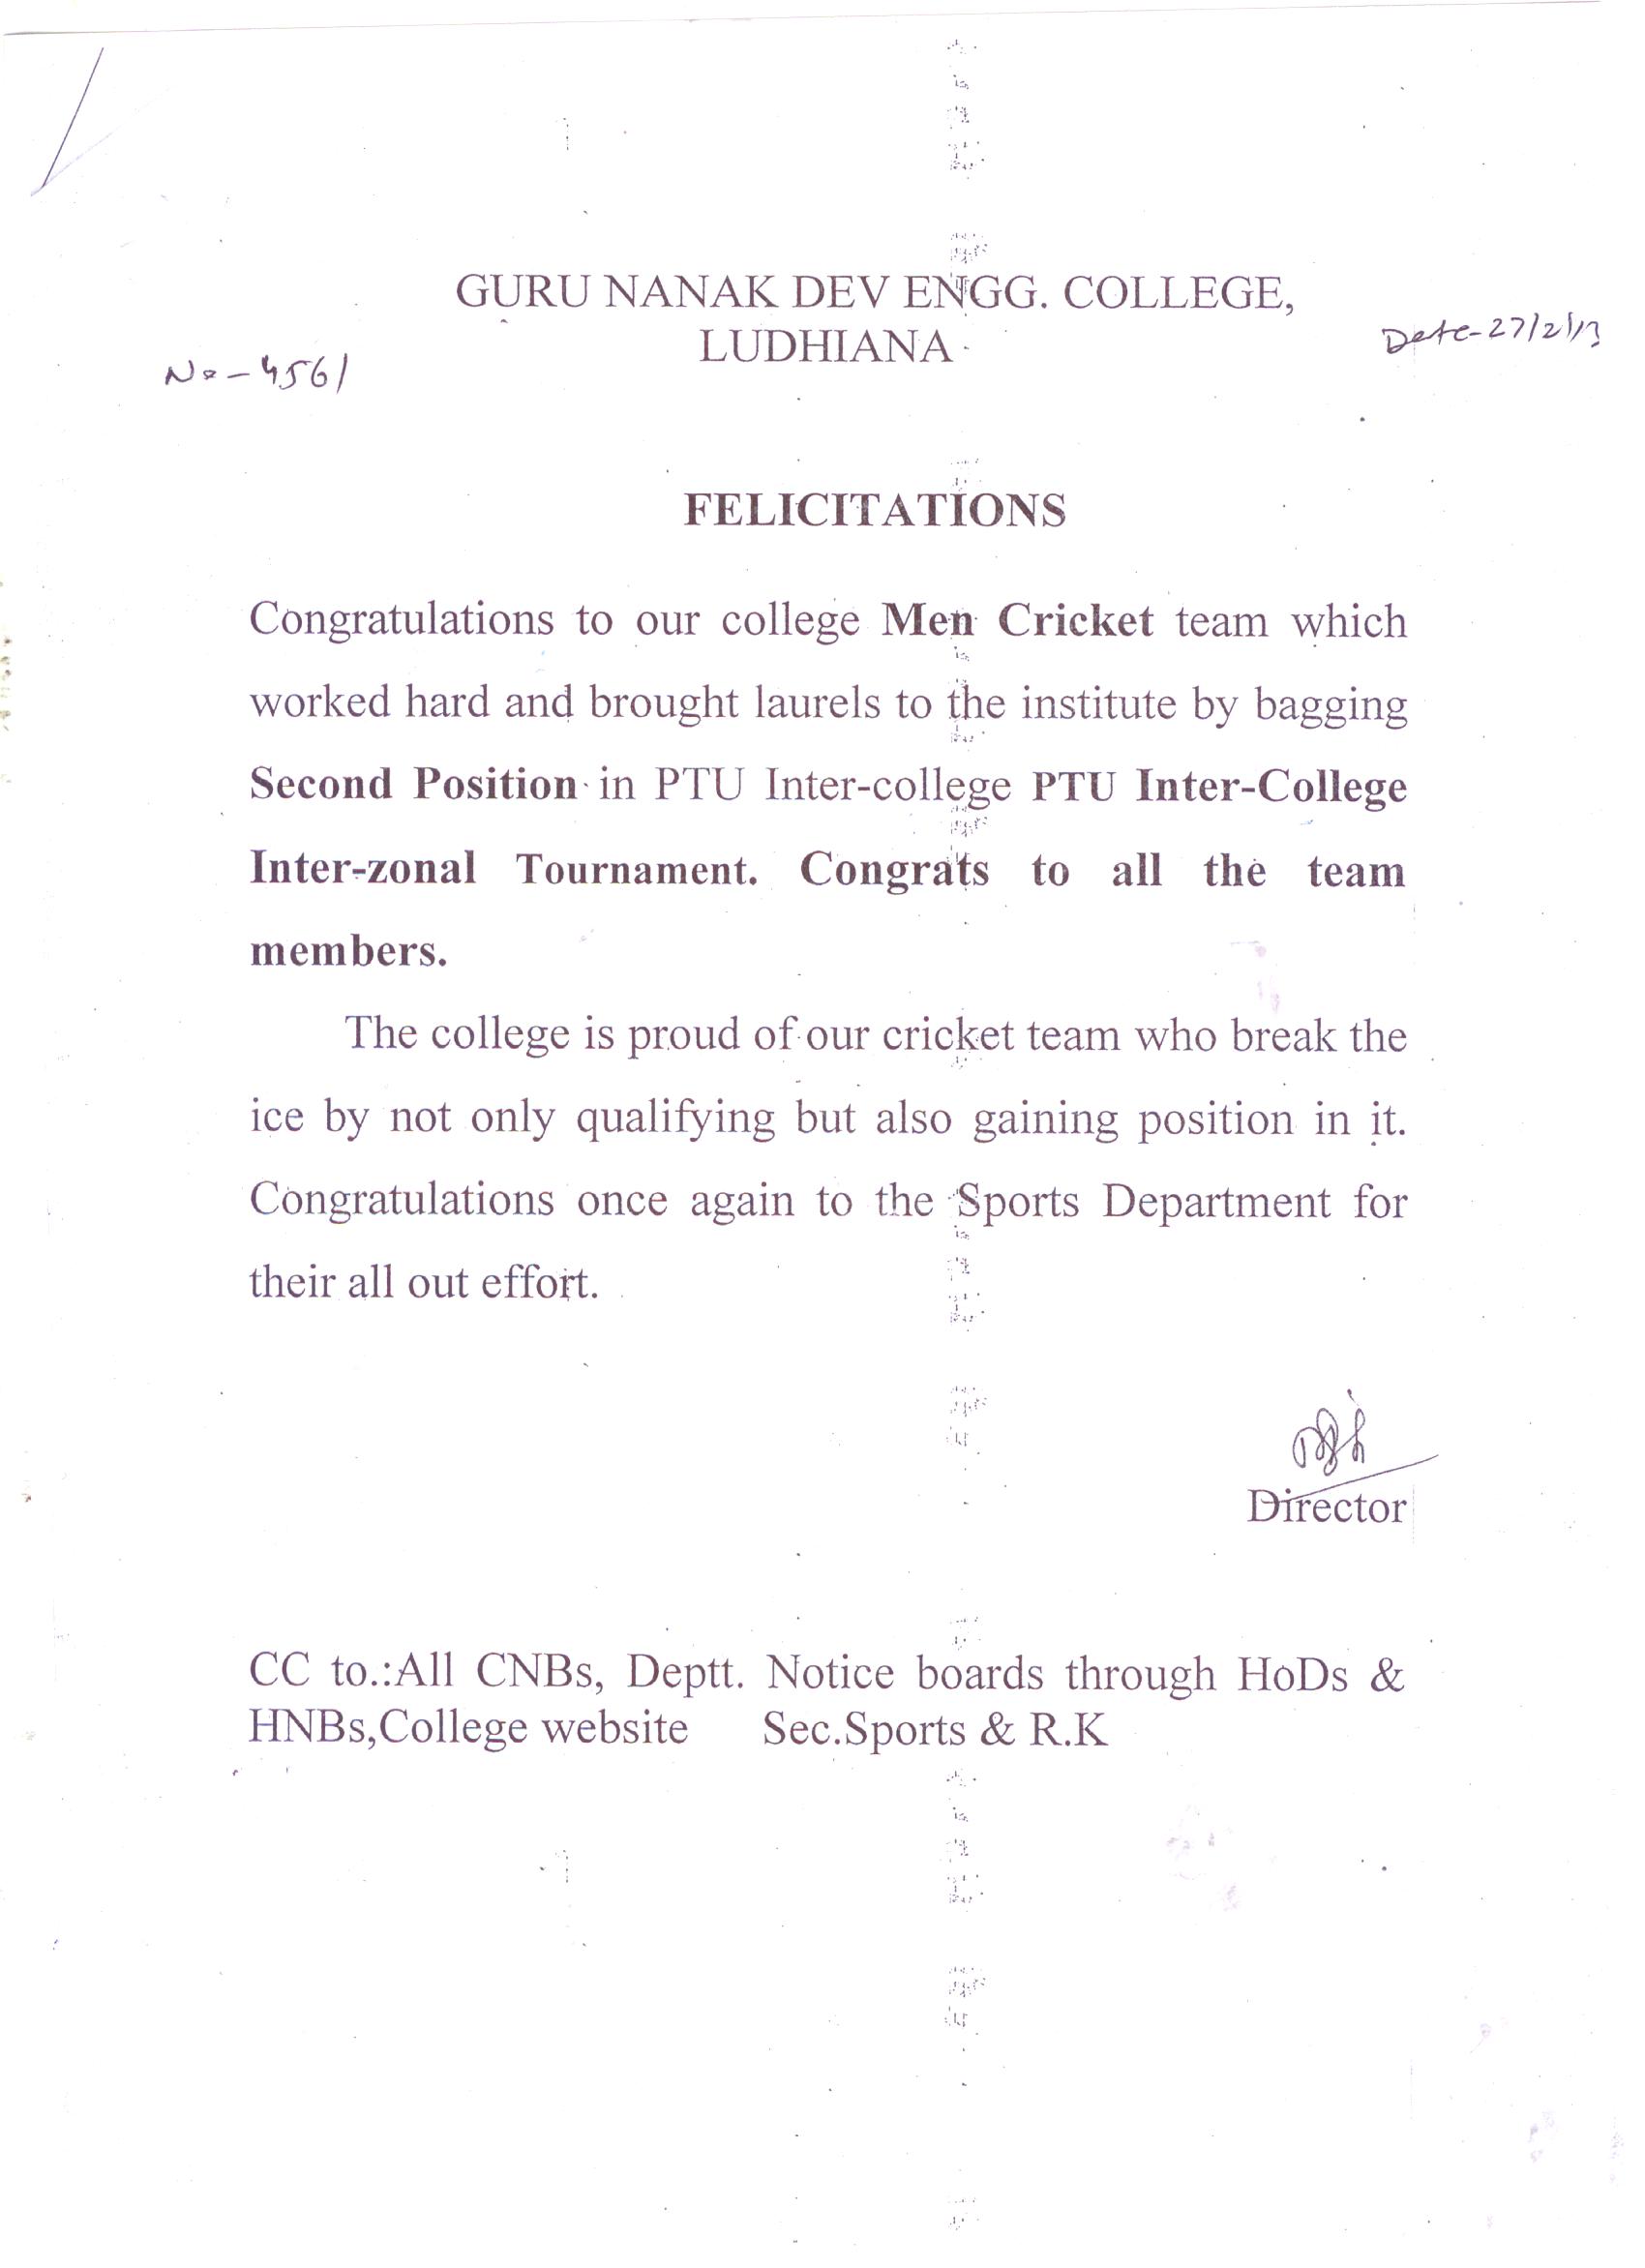 GURU NANAK DEV ENGG. COLLEGE,
LUDHIANA
Date-27/2/13
No-4561
FELICITATIONS
Congratulations to our college Men Cricket team which
worked hard and brought laurels to the institute by bagging
Second Position in PTU Inter-college PTU Inter-College
Inter-zonal Tournament. Congrats to all the team
members.
The college is proud of our cricket team who break the
ice by not only qualifying but also gaining position in it.
Congratulations once again to the Sports Department for
their all out effort.
Director
CC to.:All CNBs, Deptt. Notice boards through HoDs &
HNBs,College website Sec.Sports & R.K